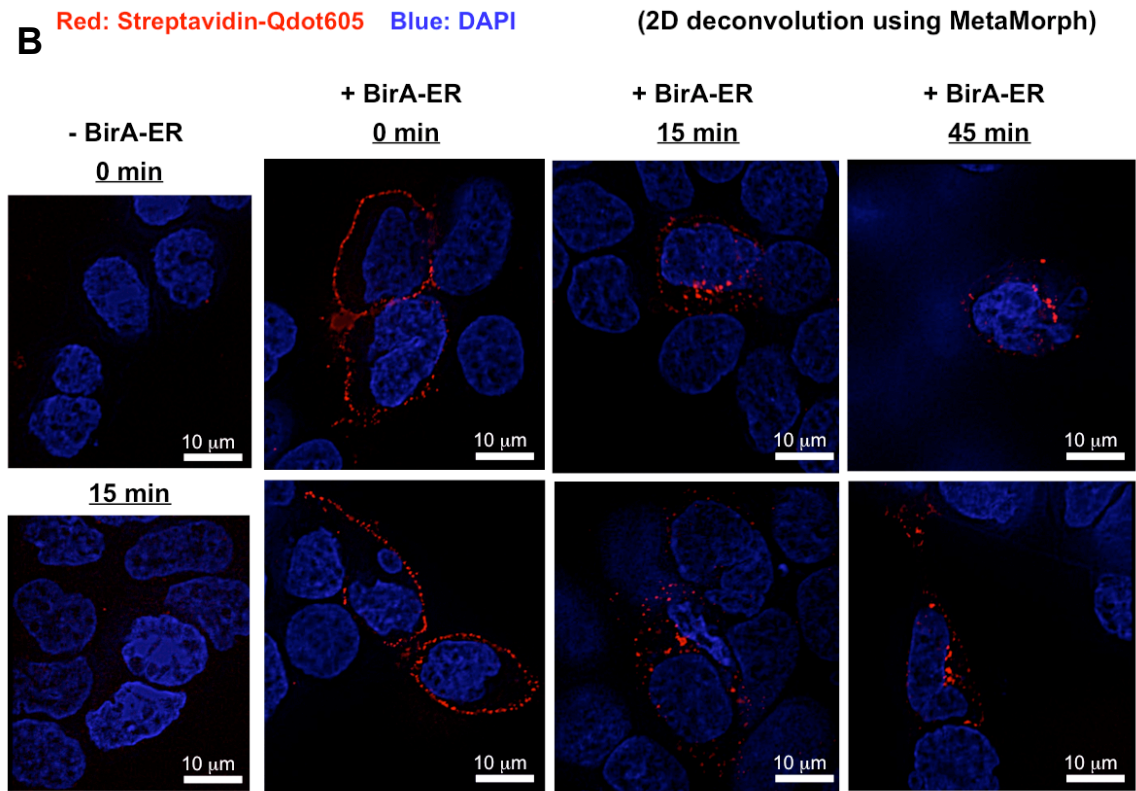 Red: Streptavidin-Qdot605 Blue: DAPI (2D deconvolution using MetaMorph)
B
- BirA-ER
0 min
+ BirA-ER
0 min
+ BirA-ER
15 min
+ BirA-ER
45 min
10 μm
10 μm
10 μm
10 μm
15 min
10 μm
10 μm
10 μm
10 μm